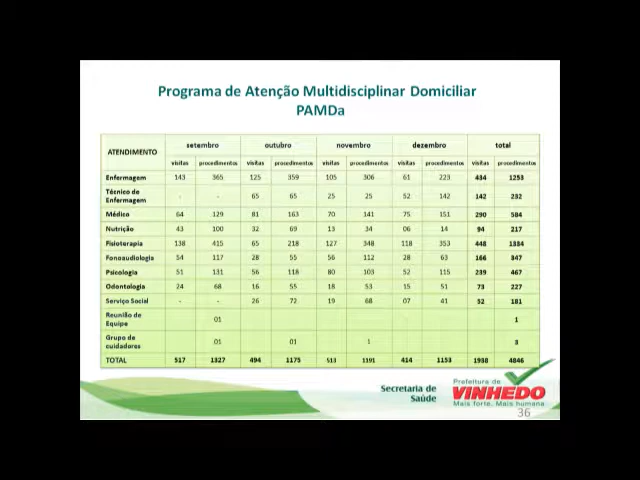 Programa de Atenção Multidisciplinar Domiciliar
PAMDa
ATENDIMENTO setembro outubro novembro dezembro total
visitas procedimentos visitas procedimentos visitas procedimentos visitas procedimentos visitas procedimentos
Enfermagem 143 365 125 359 105 306 61 223 434 1253
Técnico de
Enfermagem - - 65 65 25 25 52 142 142 232
Médico 64 129 81 163 70 141 75 151 290 584
Nutrição 43 100 32 69 13 34 06 14 94 217
Fisioterapia 138 415 65 218 127 348 118 353 448 1334
Fonoaudiologia 54 117 28 55 56 112 28 63 166 347
Psicologia 51 131 56 118 80 103 52 115 239 467
Odontologia 24 68 16 55 18 53 15 51 73 227
Serviço Social - - 26 72 19 68 07 41 52 181
Reunião de
Equipe 01 1
Grupo de
cuidadores 01 01 1 3
TOTAL 517 1327 494 1175 513 1191 414 1153 1938 4846
Secretaria de
Saúde
Prefeitura de
VINHEDO
Mais forte, Mais humana
36